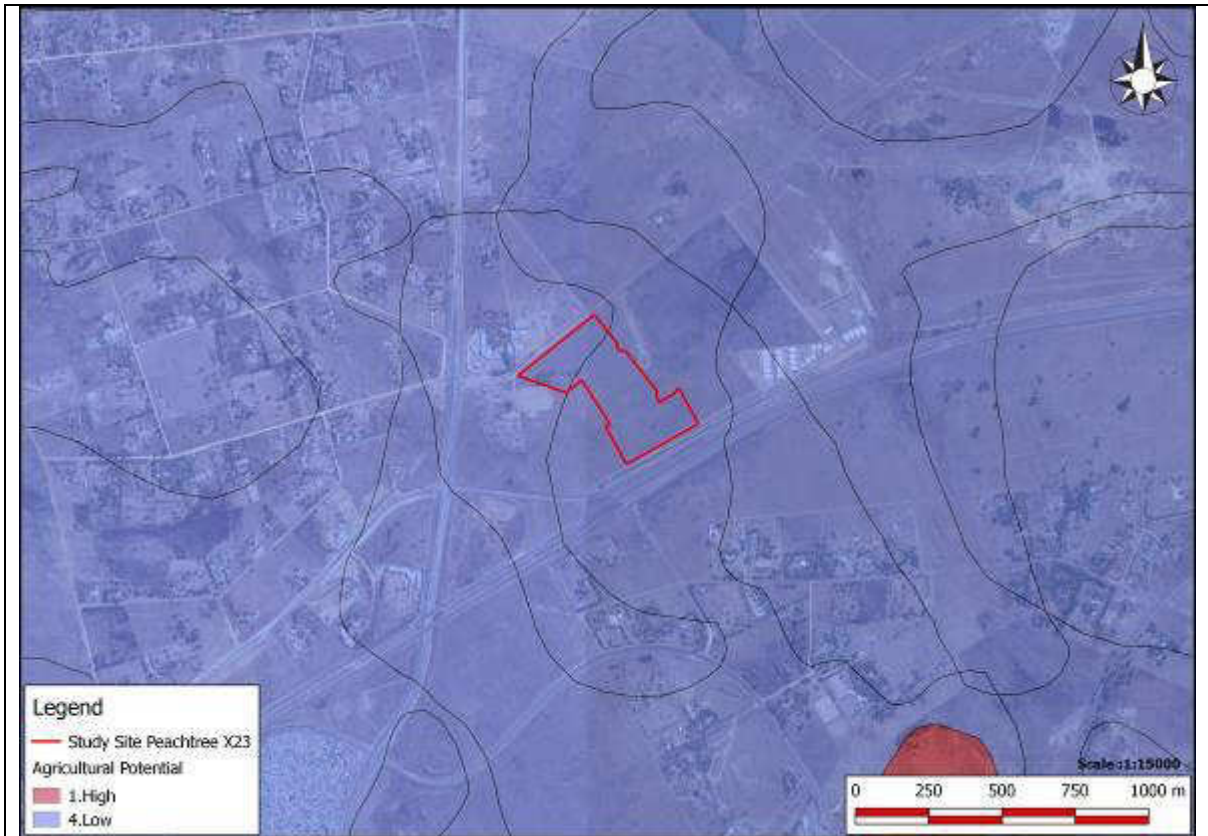 Legend
Study Site Peachtree X23
Agricultural Potential
1.High
4.Low
Scale :1:15000
0 250 500 750 1000 m